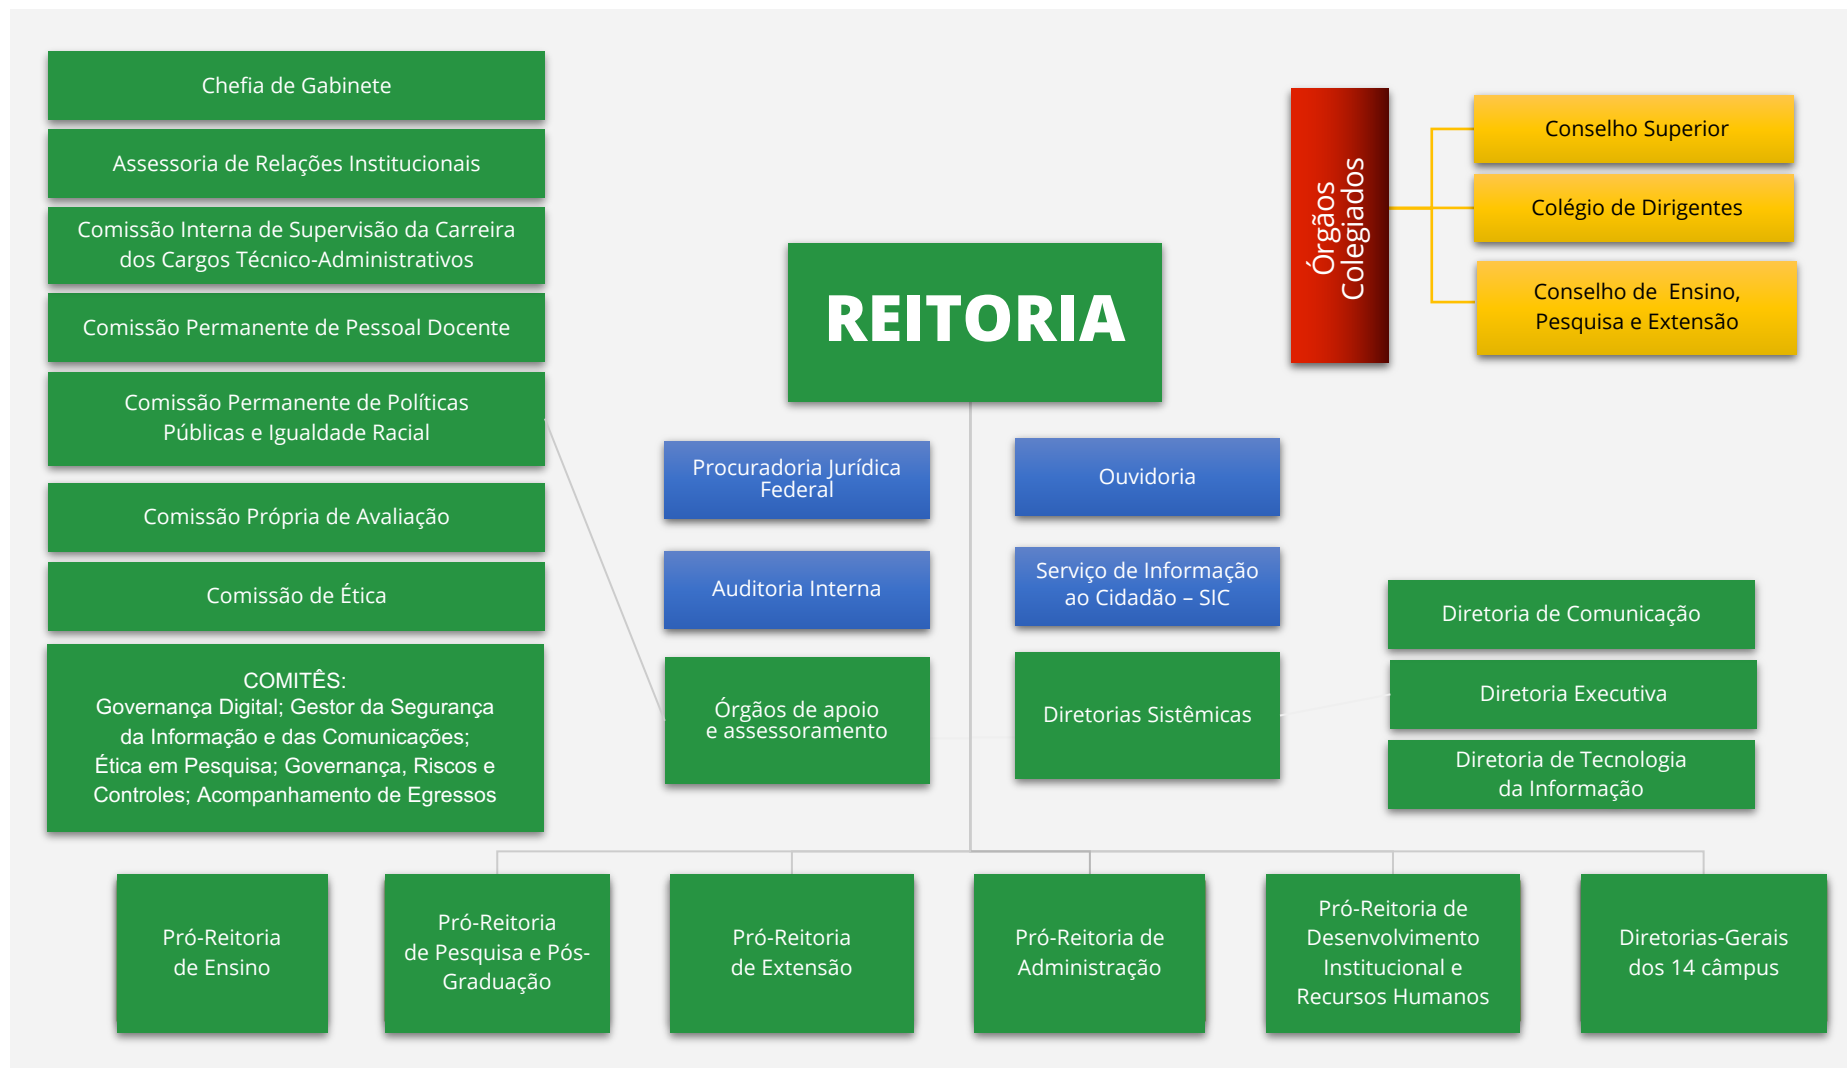 Chefia de Gabinete
Assessoria de Relações Institucionais
Comissão Interna de Supervisão da Carreira
dos Cargos Técnico-Administrativos
Comissão Permanente de Pessoal Docente
Comissão Permanente de Políticas
Públicas e Igualdade Racial
Comissão Própria de Avaliação
Comissão de Ética
COMITÊS:
Governança Digital; Gestor da Segurança
da Informação e das Comunicações;
Ética em Pesquisa; Governança, Riscos e
Controles; Acompanhamento de Egressos
REITORIA
Órgãos
Colegiados
Conselho Superior
Colégio de Dirigentes
Conselho de  Ensino,
Pesquisa e Extensão
Procuradoria Jurídica
Federal
Ouvidoria
Auditoria Interna
Serviço de Informação
ao Cidadão – SIC
Órgãos de apoio
e assessoramento
Diretorias Sistêmicas
Diretoria de Comunicação
Diretoria Executiva
Diretoria de Tecnologia
da Informação
Pró-Reitoria
de Ensino
Pró-Reitoria
de Pesquisa e Pós-
Graduação
Pró-Reitoria
de Extensão
Pró-Reitoria de
Administração
Pró-Reitoria de
Desenvolvimento
Institucional e
Recursos Humanos
Diretorias-Gerais
dos 14 câmpus